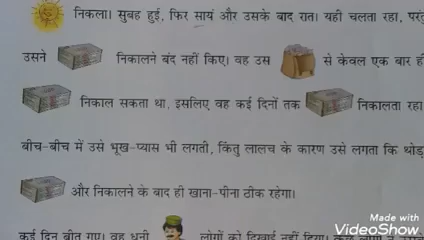 निकला। सुबह हुई, फिर सायं और उसके बाद रात। यही चलता रहा,
उसने निकालने बंद नहीं किए। वह उस से केवल एक बार ही
निकाल सकता था, इसलिए वह कई दिनों तक निकालता रहा
बीच-बीच में उसे भूख-प्यास भी लगती, किंतु लालच के कारण उसे लगता कि
और निकालने के बाद ही खाना-पीना ठीक रहेगा।
कई दिन बीत गए। वह धनी लोगों को दिखाई नहीं दिया।
Made with
VideoShow